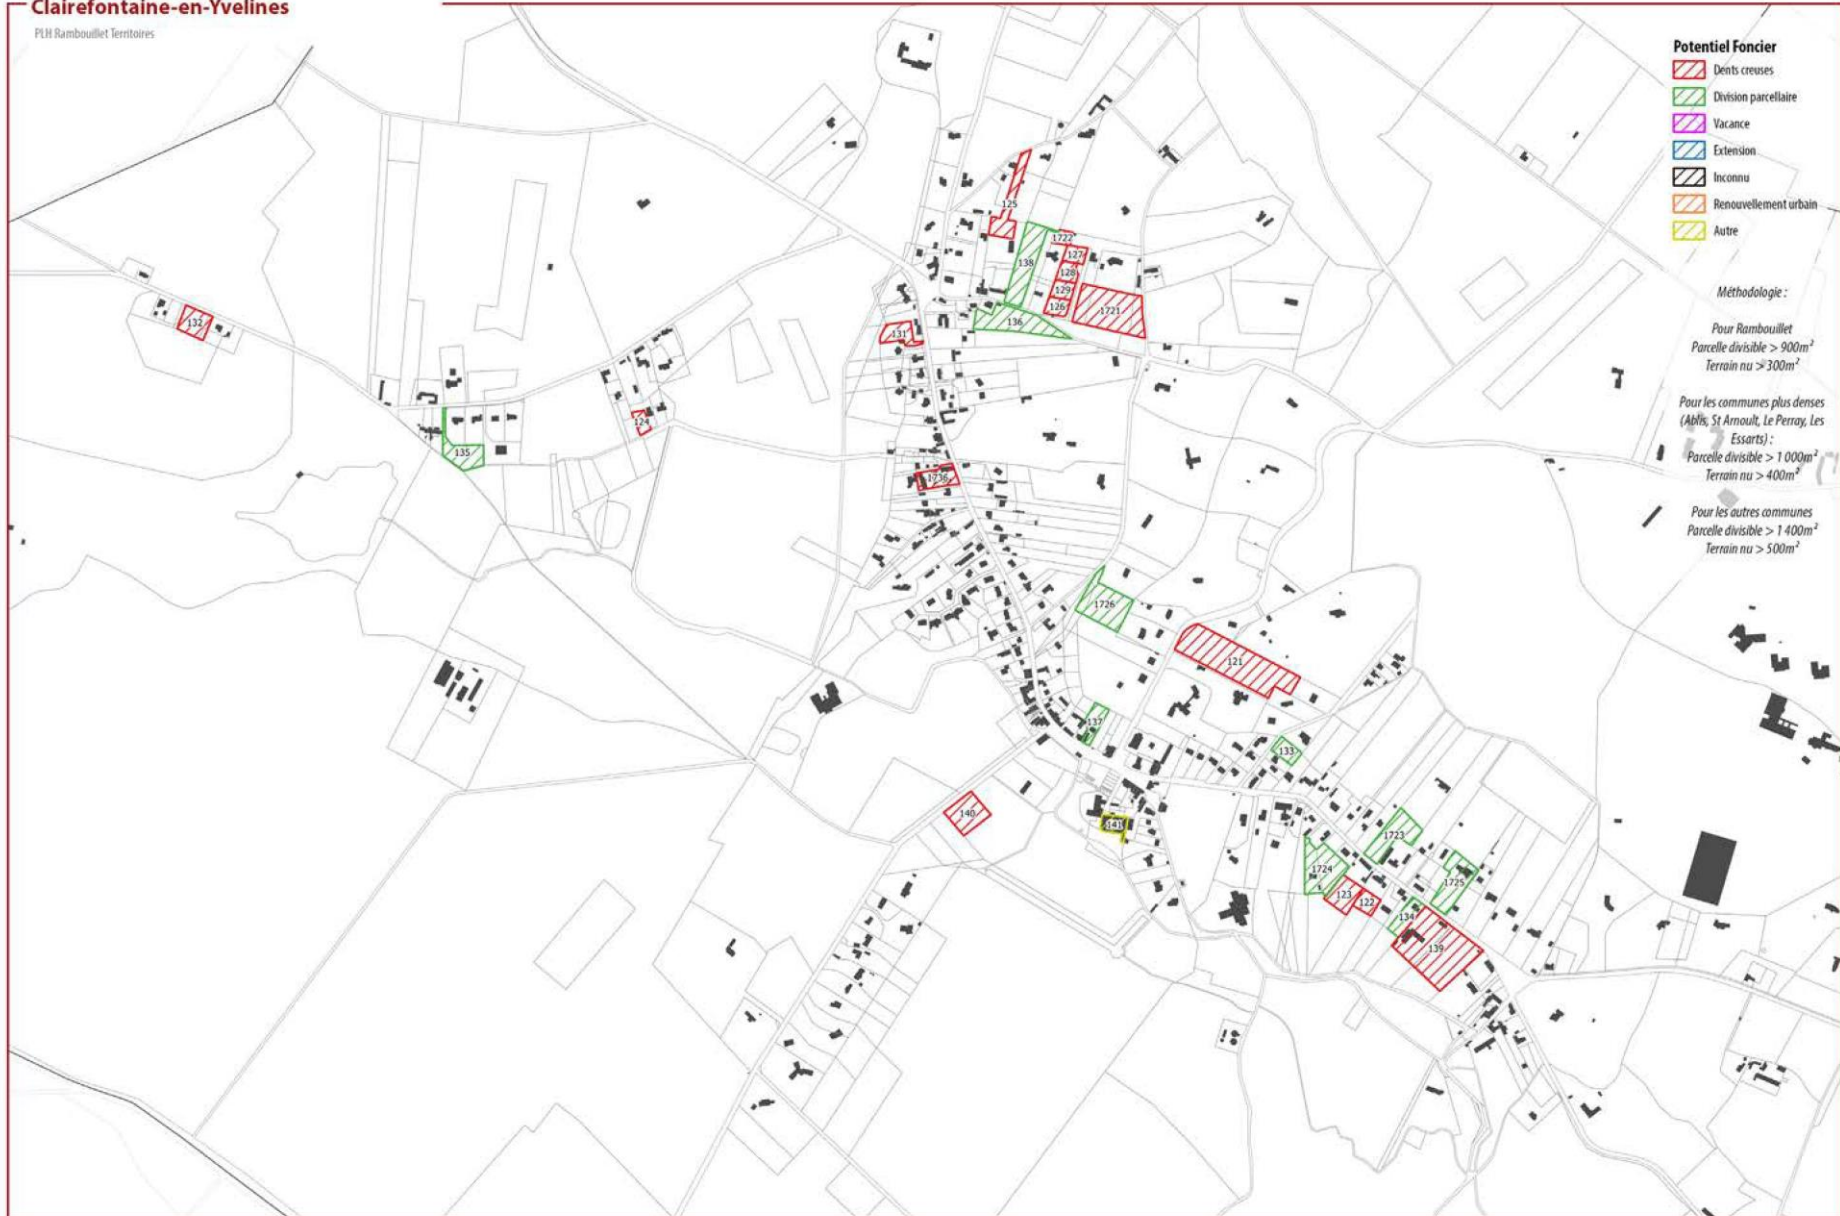 Clairefontaine-en-Yvelines
PLH Rambouillet Territoires
Potentiel Foncier
Dents creuses
Division parcellaire
Vacance
Extension
Inconnu
Renouvellement urbain
Autre
Méthodologie :
Pour Rambouillet
Parcelle divisible > 900m²
Terrain nu > 300m²
Pour les communes plus denses
(Ablis, St Arnoult, Le Perray, Les
Essarts) :
Parcelle divisible > 1 000m²
Terrain nu > 400m²
Pour les autres communes
Parcelle divisible > 1 400m²
Terrain nu > 500m²
125
1722
127
138
128
129
126
1721
136
131
132
124
135
1736
1726
121
137
133
140
141
1723
1724
1725
123
122
134
139